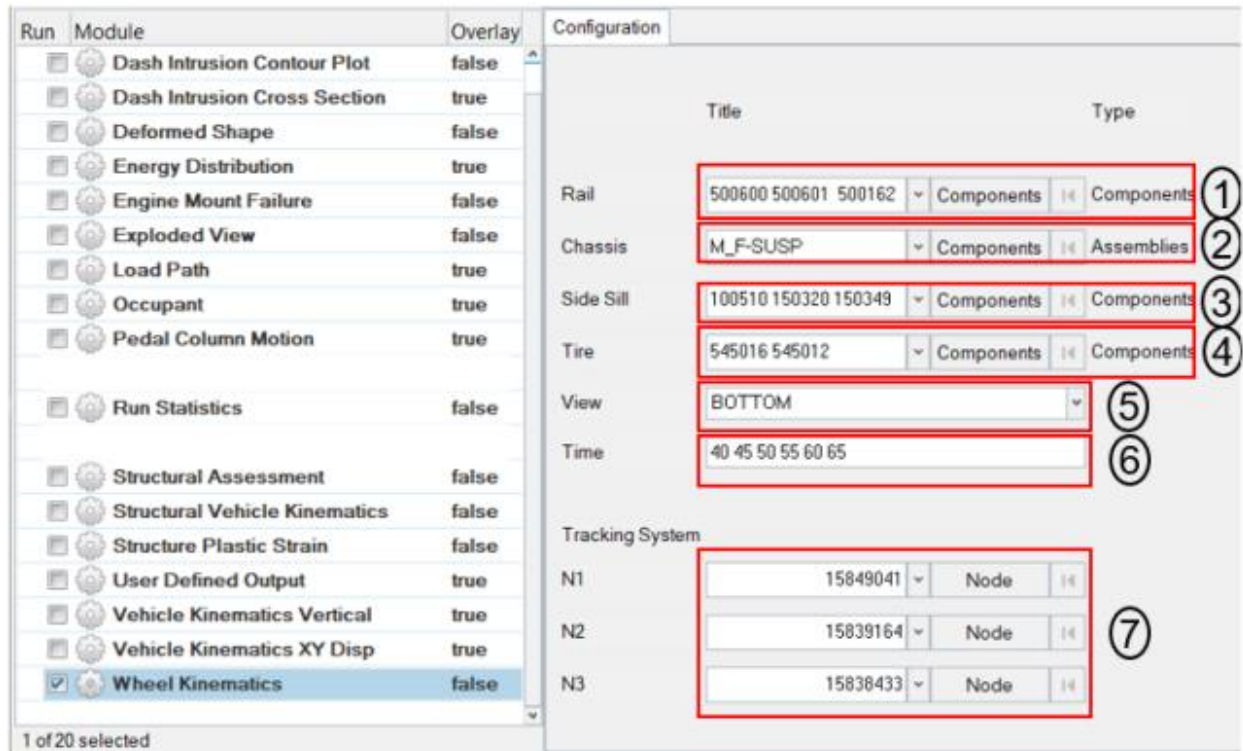 Run Module Overlay
Dash Intrusion Contour Plot false
Dash Intrusion Cross Section true
Deformed Shape false
Energy Distribution true
Engine Mount Failure false
Exploded View false
Load Path true
Occupant true
Pedal Column Motion true
Run Statistics false
Structural Assessment false
Structural Vehicle Kinematics false
Structure Plastic Strain false
User Defined Output true
Vehicle Kinematics Vertical true
Vehicle Kinematics XY Disp true
Wheel Kinematics false
1 of 20 selected
Configuration
Title Type
Rail 500600 500601 500162 Components Components 1
Chassis M_F-SUSP Components Assemblies 2
Side Sill 100510 150320 150349 Components Components 3
Tire 545016 545012 Components Components 4
View BOTTOM 5
Time 40 45 50 55 60 65 6
Tracking System
N1 15849041 Node
N2 15839164 Node 7
N3 15838433 Node